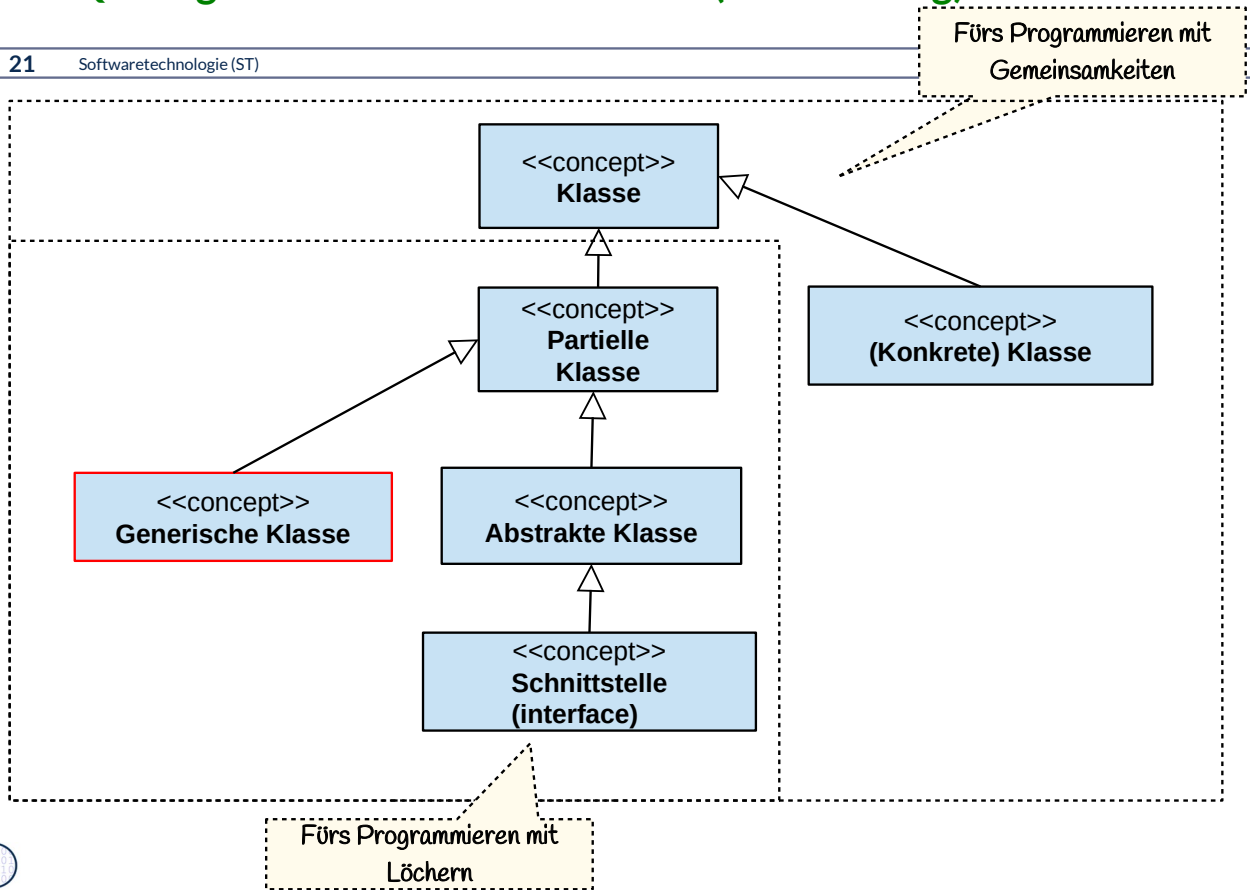 21 Softwaretechnologie (ST)
Fürs Programmieren mit
Gemeinsamkeiten
<<concept>>
Klasse
<<concept>>
Partielle
Klasse
<<concept>>
(Konkrete) Klasse
<<concept>>
Generische Klasse
<<concept>>
Abstrakte Klasse
<<concept>>
Schnittstelle
(interface)
Fürs Programmieren mit
Löchern